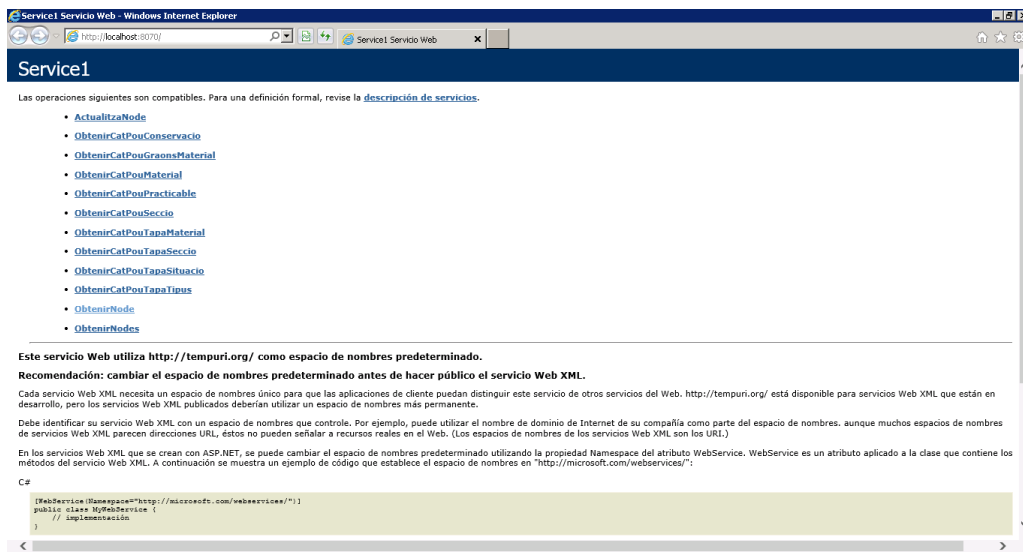 Service1 Servicio Web - Windows Internet Explorer
http://localhost:8070/
Service1 Servicio Web
Service1
Las operaciones siguientes son compatibles. Para una definición formal, revise la descripción de servicios.
ActualitzaNode
ObtenirCatPouConservacio
ObtenirCatPouGraonsMaterial
ObtenirCatPouMaterial
ObtenirCatPouPracticable
ObtenirCatPouSeccio
ObtenirCatPouTapaMaterial
ObtenirCatPouTapaSeccio
ObtenirCatPouTapaSituacio
ObtenirCatPouTapaTipus
ObtenirNode
ObtenirNodes
Este servicio Web utiliza http://tempuri.org/ como espacio de nombres predeterminado.
Recomendación: cambiar el espacio de nombres predeterminado antes de hacer público el servicio Web XML.
Cada servicio Web XML necesita un espacio de nombres único para que las aplicaciones de cliente puedan distinguir este servicio de otros servicios del Web. http://tempuri.org/ está disponible para servicios Web XML que están en
desarrollo, pero los servicios Web XML publicados deberían utilizar un espacio de nombres más permanente.
Debe identificar su servicio Web XML con un espacio de nombres que controle. Por ejemplo, puede utilizar el nombre de dominio de Internet de su compañía como parte del espacio de nombres. aunque muchos espacios de nombres
de servicios Web XML parecen direcciones URL, éstos no pueden señalar a recursos reales en el Web. (Los espacios de nombres de los servicios Web XML son los URI.)
En los servicios Web XML que se crean con ASP.NET, se puede cambiar el espacio de nombres predeterminado utilizando la propiedad Namespace del atributo WebService. WebService es un atributo aplicado a la clase que contiene los
métodos del servicio Web XML. A continuación se muestra un ejemplo de código que establece el espacio de nombres en "http://microsoft.com/webservices/":
C#
[WebService(Namespace="http://microsoft.com/webservices/")]
public class MyWebService {
// implementación
}